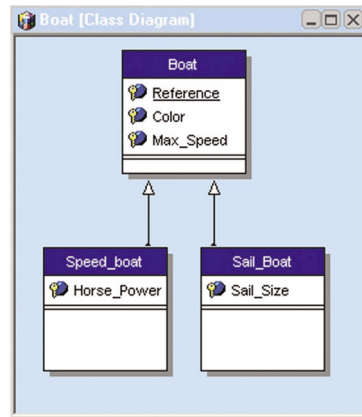 Boat [Class Diagram]
Boat
Reference
Color
Max_Speed
Speed_boat
Horse_Power
Sail_Boat
Sail_Size